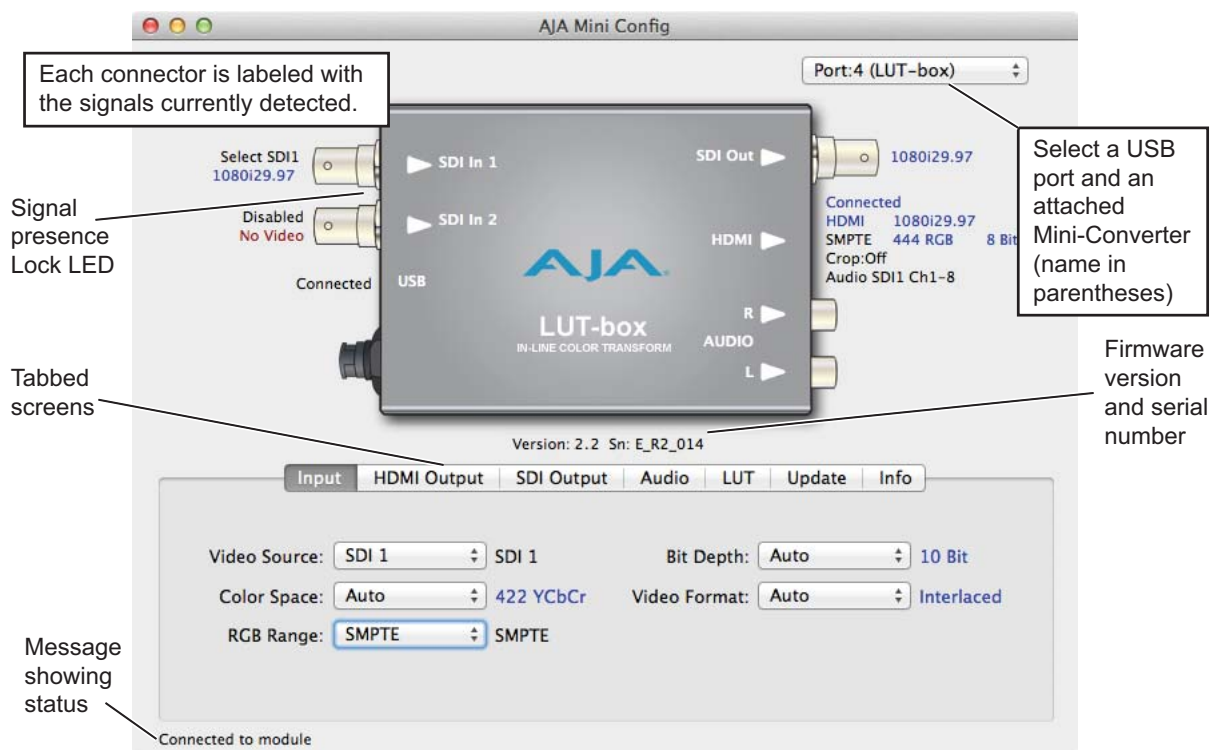 AJA Mini Config
Each connector is labeled with
the signals currently detected.
Port:4 (LUT-box)
Select a USB
port and an
attached
Mini-Converter
(name in
parentheses)
Select SDI1
1080i29.97
SDI In 1
SDI Out
1080i29.97
Signal
presence
Lock LED
Disabled
No Video
SDI In 2
HDMI
Connected
HDMI 1080i29.97
SMPTE 444 RGB 8 Bit
Crop:Off
Audio SDI1 Ch1-8
Connected
USB
AJA
LUT-box
IN-LINE COLOR TRANSFORM
R
AUDIO
L
Firmware
version
and serial
number
Tabbed
screens
Version: 2.2 Sn: E_R2_014
Input HDMI Output SDI Output Audio LUT Update Info
Video Source: SDI 1 SDI 1 Bit Depth: Auto 10 Bit
Color Space: Auto 422 YCbCr Video Format: Auto Interlaced
RGB Range: SMPTE SMPTE
Message
showing
status
Connected to module